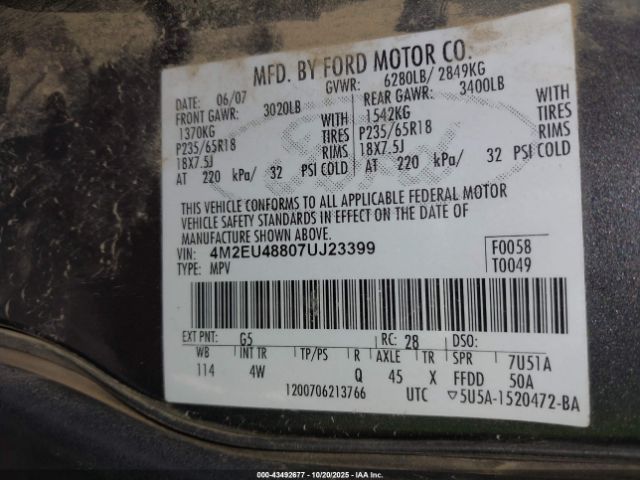 MFD. BY FORD MOTOR CO.
DATE: 06/07 GVWR: 6280LB/ 2849KG
FRONT GAWR: 3020LB REAR GAWR: 3400LB
1370KG WITH 1542KG WITH
P235/65R18 TIRES P235/65R18 TIRES
18X7.5J RIMS 18X7.5J RIMS
AT 220 kPa/ 32 PSI COLD AT 220 kPa/ 32 PSI COLD
THIS VEHICLE CONFORMS TO ALL APPLICABLE FEDERAL MOTOR
VEHICLE SAFETY STANDARDS IN EFFECT ON THE DATE OF
MANUFACTURE SHOWN ABOVE.
VIN: 4M2EU48807UJ23399 F0058
TYPE: MPV T0049
EXT PNT: G5 RC: 28 DSO:
WB INT TR TP/PS R AXLE TR SPR 7U51A
114 4W Q 45 X FFDD 50A
1200706213766 UTC ▽5U5A-1520472-BA
000-43492677 - 10/20/2025 - IAA Inc.